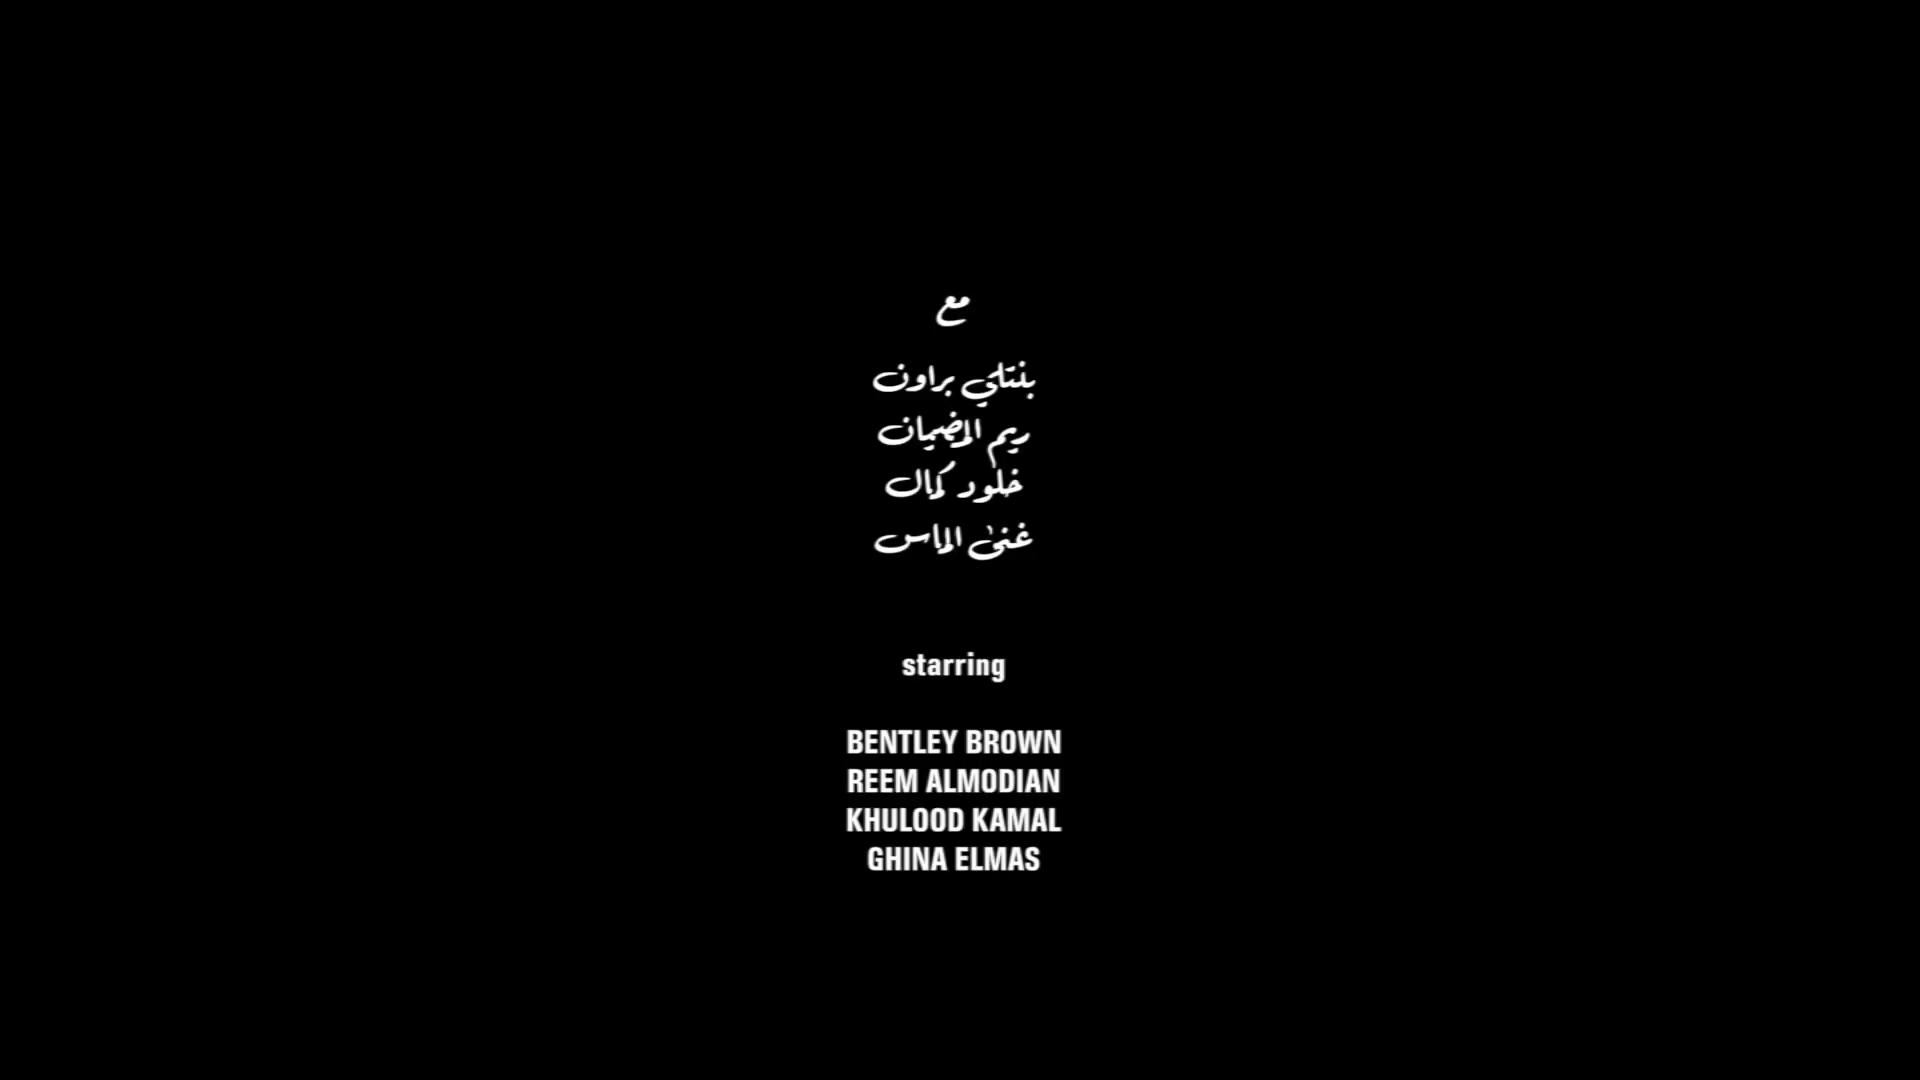 مع
بنتلي براون
ريم المضيان
خلود كمال
غنىٰ الماس
starring
BENTLEY BROWN
REEM ALMODIAN
KHULOOD KAMAL
GHINA ELMAS